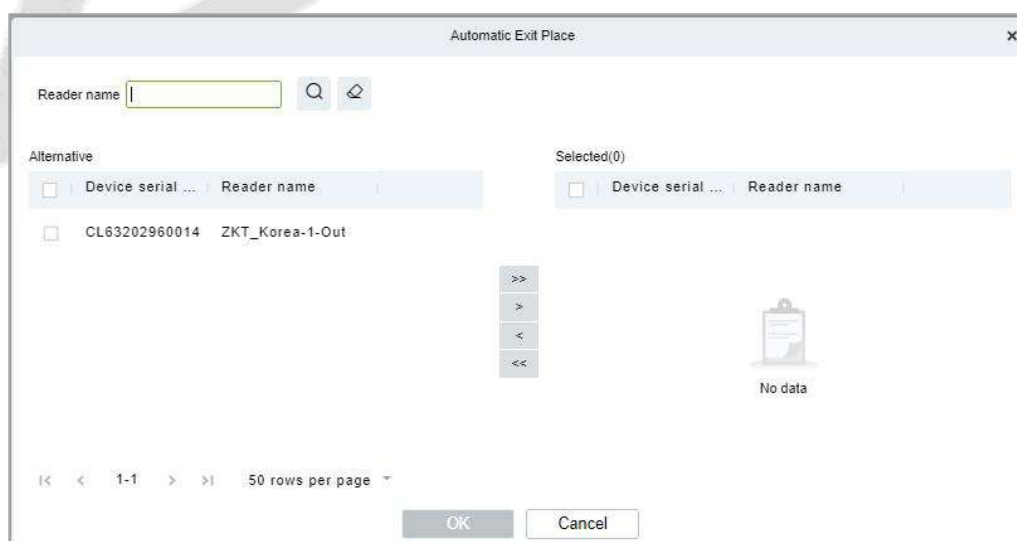 Automatic Exit Place ×
Reader name
Alternative
Selected(0)
Device serial ... Reader name
Device serial ... Reader name
CL63202960014 ZKT_Korea-1-Out
>>
>
<
<<
No data
|< < 1-1 > >| 50 rows per page
OK Cancel